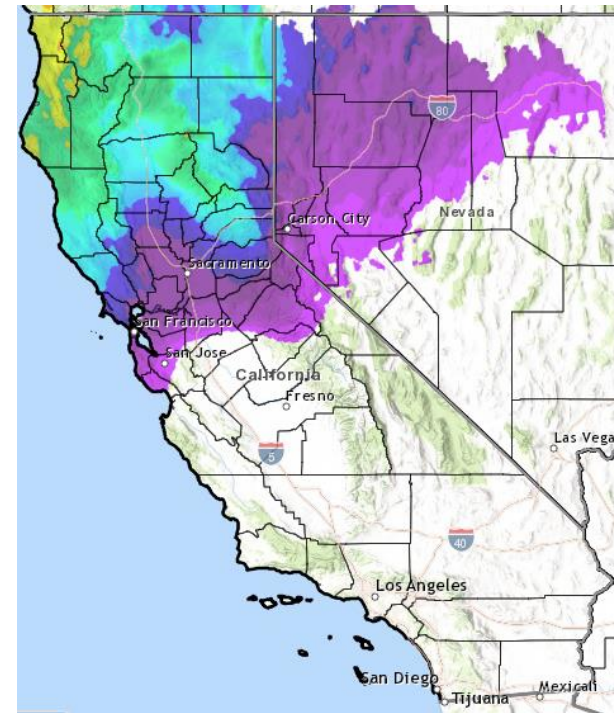 80
Carson City
Nevada
Sacramento
San Francisco
San Jose
California
Fresno
5
Las Vega
40
Los Angeles
San Diego
Tijuana
Mexicali